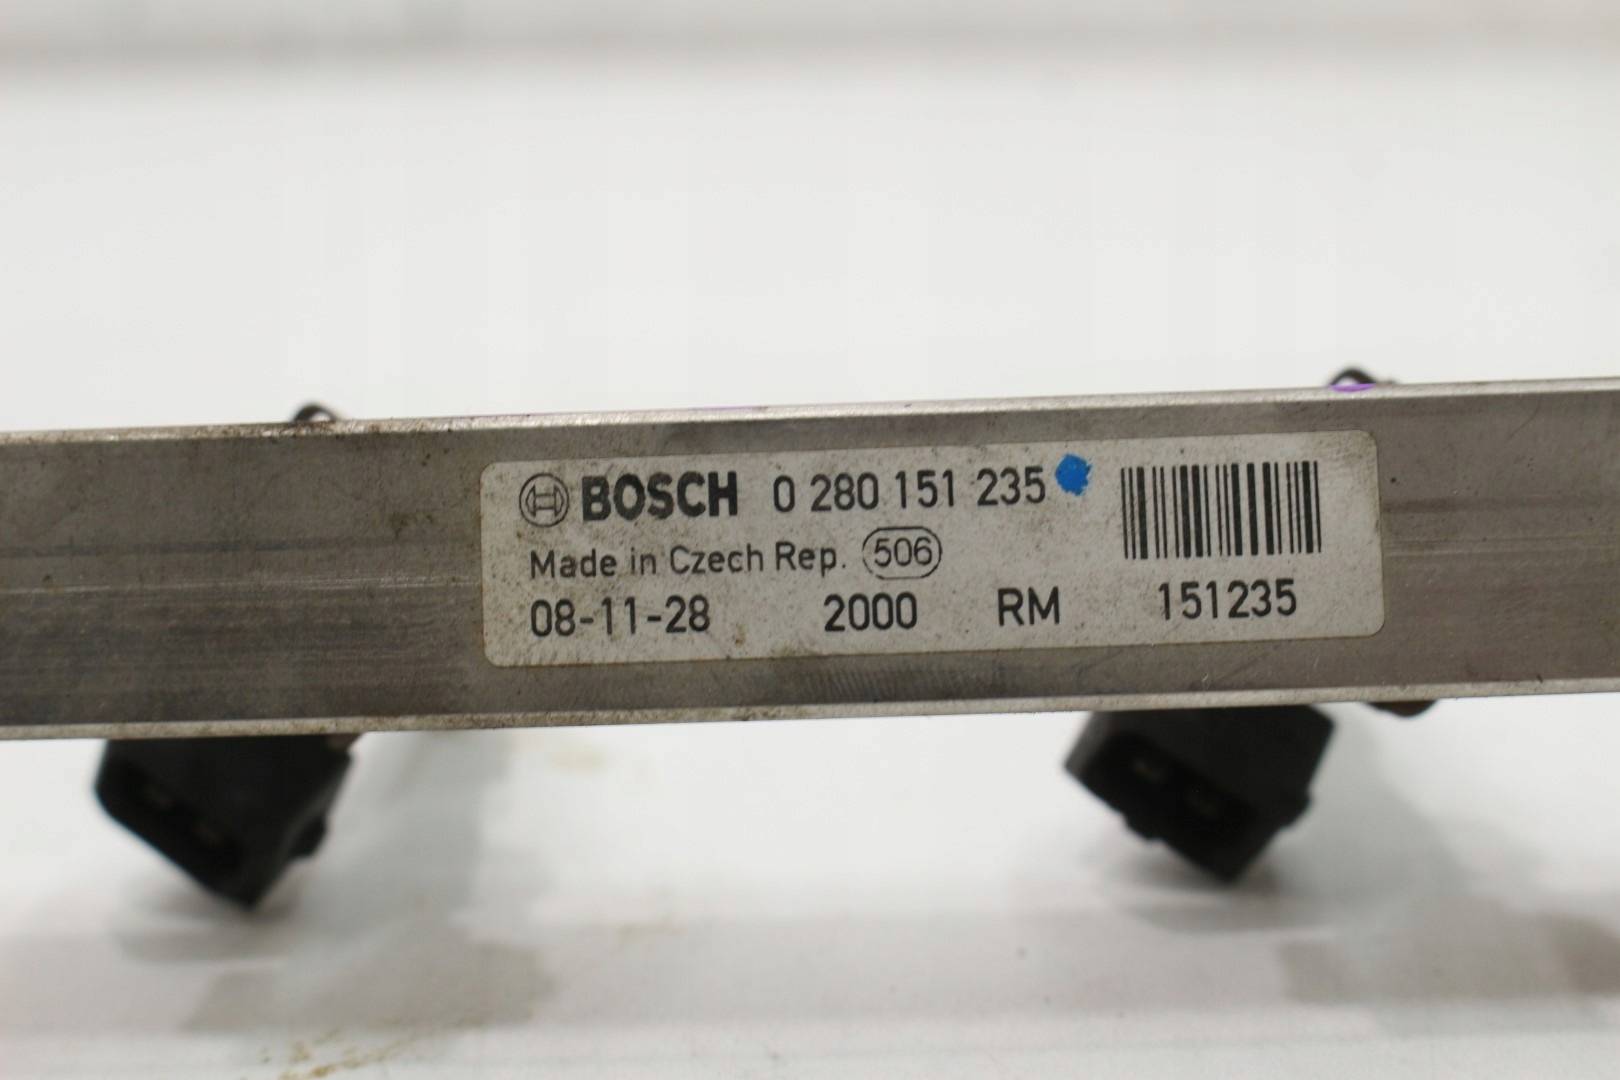 BOSCH 0 280 151 235
Made in Czech Rep. 506
08-11-28 2000 RM 151235